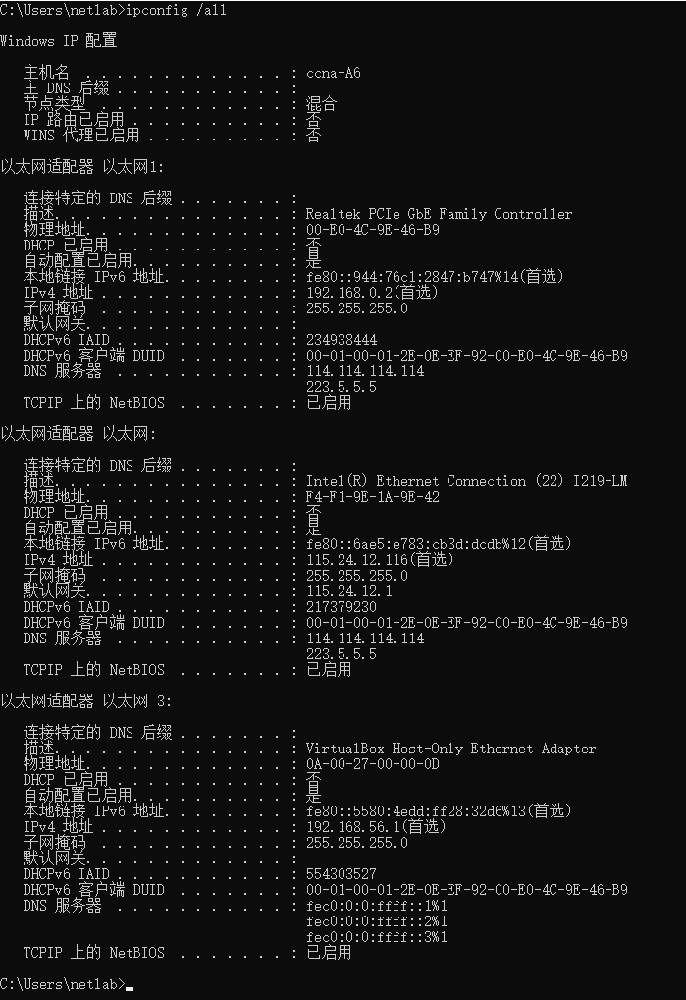 C:\Users\netlab>ipconfig /all
Windows IP 配置
主机名 . . . . . . . . . . . . . : ccna-A6
主 DNS 后缀 . . . . . . . . . . . :
节点类型 . . . . . . . . . . . . : 混合
IP 路由已启用 . . . . . . . . . . : 否
WINS 代理已启用 . . . . . . . . . : 否
以太网适配器 以太网1:
连接特定的 DNS 后缀 . . . . . . . :
描述. . . . . . . . . . . . . . . : Realtek PCIe GbE Family Controller
物理地址. . . . . . . . . . . . . : 00-E0-4C-9E-46-B9
DHCP 已启用 . . . . . . . . . . . : 否
自动配置已启用. . . . . . . . . . : 是
本地链接 IPv6 地址. . . . . . . . : fe80::944:76c1:2847:b747%14(首选)
IPv4 地址 . . . . . . . . . . . . : 192.168.0.2(首选)
子网掩码 . . . . . . . . . . . . : 255.255.255.0
默认网关. . . . . . . . . . . . . :
DHCPv6 IAID . . . . . . . . . . . : 234938444
DHCPv6 客户端 DUID . . . . . . . : 00-01-00-01-2E-0E-EF-92-00-E0-4C-9E-46-B9
DNS 服务器 . . . . . . . . . . . : 114.114.114.114
223.5.5.5
TCPIP 上的 NetBIOS . . . . . . . : 已启用
以太网适配器 以太网:
连接特定的 DNS 后缀 . . . . . . . :
描述. . . . . . . . . . . . . . . : Intel(R) Ethernet Connection (22) I219-LM
物理地址. . . . . . . . . . . . . : F4-F1-9E-1A-9E-42
DHCP 已启用 . . . . . . . . . . . : 否
自动配置已启用. . . . . . . . . . : 是
本地链接 IPv6 地址. . . . . . . . : fe80::6ae5:e783:cb3d:dcdb%12(首选)
IPv4 地址 . . . . . . . . . . . . : 115.24.12.116(首选)
子网掩码 . . . . . . . . . . . . : 255.255.255.0
默认网关. . . . . . . . . . . . . : 115.24.12.1
DHCPv6 IAID . . . . . . . . . . . : 217379230
DHCPv6 客户端 DUID . . . . . . . : 00-01-00-01-2E-0E-EF-92-00-E0-4C-9E-46-B9
DNS 服务器 . . . . . . . . . . . : 114.114.114.114
223.5.5.5
TCPIP 上的 NetBIOS . . . . . . . : 已启用
以太网适配器 以太网 3:
连接特定的 DNS 后缀 . . . . . . . :
描述. . . . . . . . . . . . . . . : VirtualBox Host-Only Ethernet Adapter
物理地址. . . . . . . . . . . . . : 0A-00-27-00-00-0D
DHCP 已启用 . . . . . . . . . . . : 否
自动配置已启用. . . . . . . . . . : 是
本地链接 IPv6 地址. . . . . . . . : fe80::5580:4edd:ff28:32d6%13(首选)
IPv4 地址 . . . . . . . . . . . . : 192.168.56.1(首选)
子网掩码 . . . . . . . . . . . . : 255.255.255.0
默认网关. . . . . . . . . . . . . :
DHCPv6 IAID . . . . . . . . . . . : 554303527
DHCPv6 客户端 DUID . . . . . . . : 00-01-00-01-2E-0E-EF-92-00-E0-4C-9E-46-B9
DNS 服务器 . . . . . . . . . . . : fec0:0:0:ffff::1%1
fec0:0:0:ffff::2%1
fec0:0:0:ffff::3%1
TCPIP 上的 NetBIOS . . . . . . . : 已启用
C:\Users\netlab>